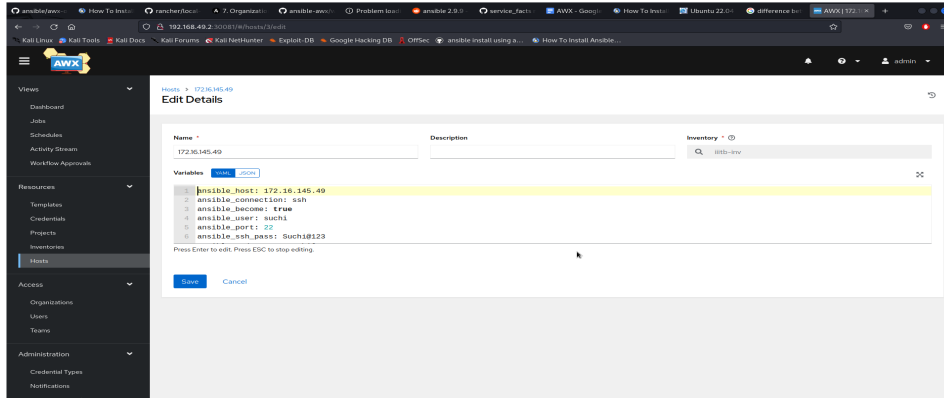 ansible/awx
How To Instal
rancher/local
7. Organizati
ansible-awx/
Problem load
ansible 2.9.9
service_facts
AWX - Google
How To Instal
Ubuntu 22.04
difference be
AWX | 172.1
192.168.49.2:30081/#/hosts/3/edit
Kali Linux Kali Tools Kali Docs Kali Forums Kali NetHunter Exploit-DB Google Hacking DB OffSec ansible install using a... How To Install Ansible...
AWX
admin
Views
Dashboard
Jobs
Schedules
Activity Stream
Workflow Approvals
Resources
Templates
Credentials
Projects
Inventories
Hosts
Access
Organizations
Users
Teams
Administration
Credential Types
Notifications
Hosts > 172.16.145.49
Edit Details
Name * Description Inventory *
172.16.145.49 iiitb-inv
Variables YAML JSON
1 ansible_host: 172.16.145.49
2 ansible_connection: ssh
3 ansible_become: true
4 ansible_user: suchi
5 ansible_port: 22
6 ansible_ssh_pass: Suchi@123
Press Enter to edit. Press ESC to stop editing.
Save Cancel